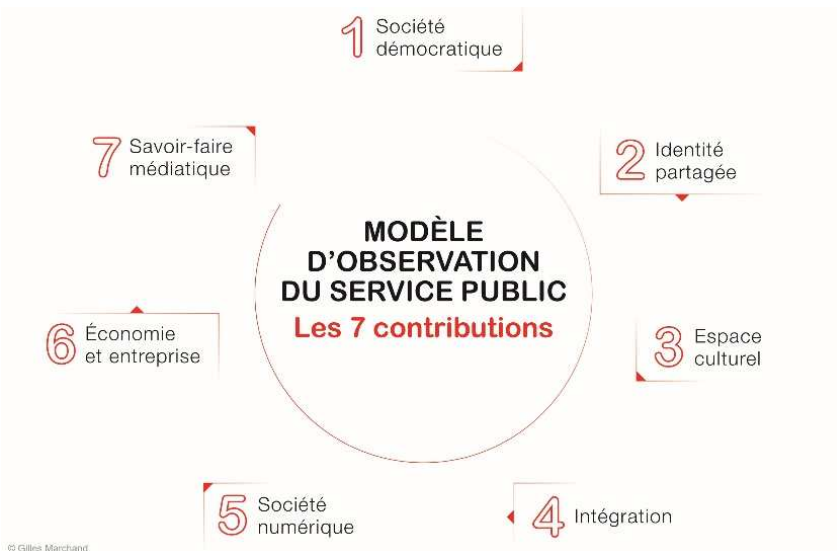 1 Société
démocratique
7 Savoir-faire
médiatique
2 Identité
partagée
MODÈLE
D'OBSERVATION
DU SERVICE PUBLIC
Les 7 contributions
6 Économie
et entreprise
3 Espace
culturel
5 Société
numérique
4 Intégration
© Gilles Marchand